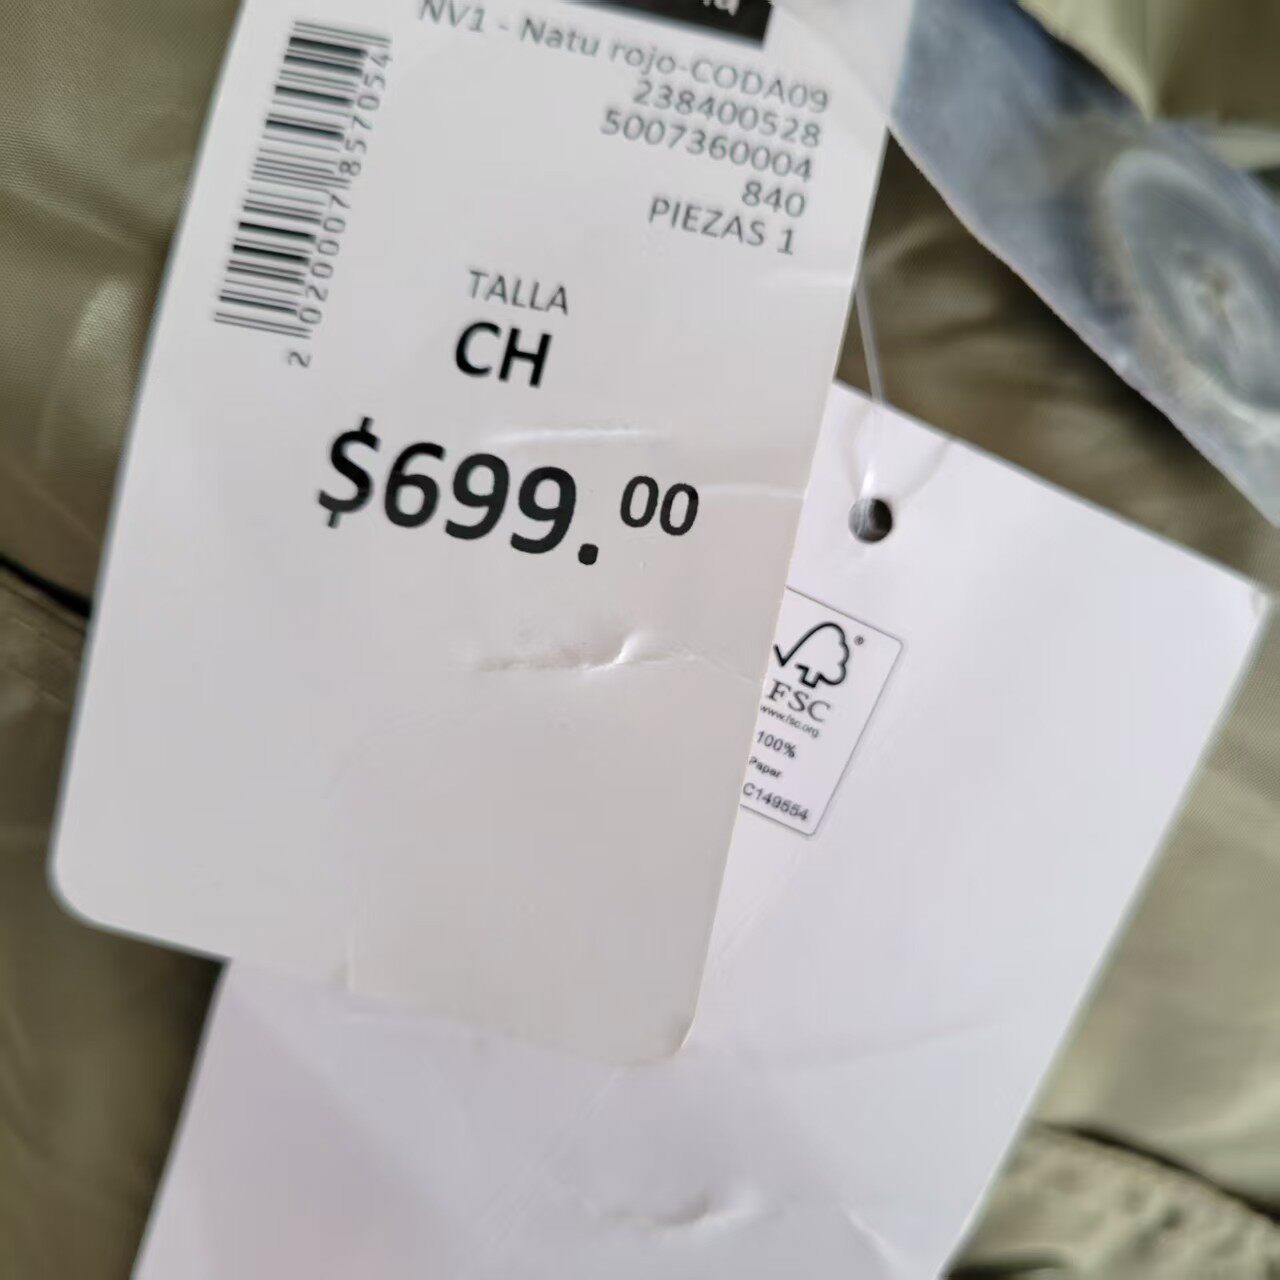 NV1 - Natu rojo-CODA09
238400528
5007360004
840
PIEZAS 1
2 020007 857054
TALLA
CH
$699.00
FSC
www.fsc.org
100%
Paper
C149554